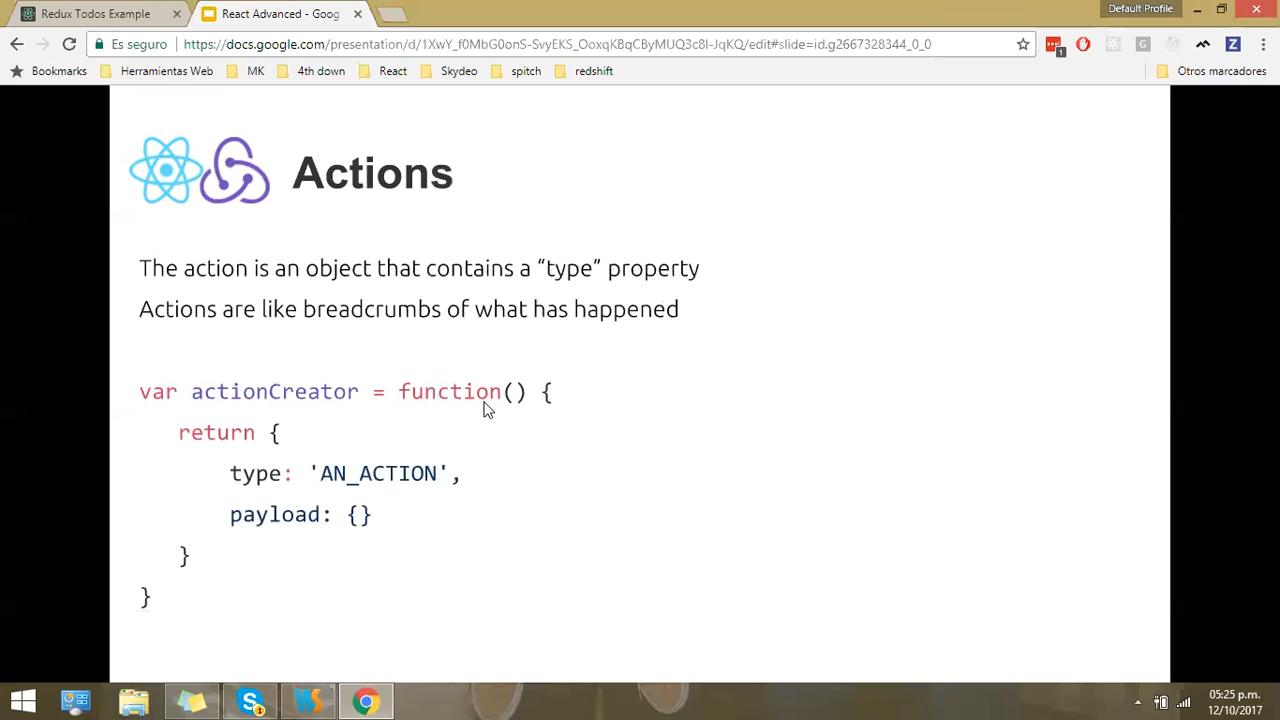 Redux Todos Example
React Advanced - Goog
Default Profile
Es seguro
https://docs.google.com/presentation/d/1XwY_f0MbG0onS-SvyEKS_OoxqKBqCByMUQ3c8l-JqKQ/edit#slide=id.g2667328344_0_0
1
G
Z
Bookmarks
Herramientas Web
MK
4th down
React
Skydeo
spitch
redshift
Otros marcadores
Actions
The action is an object that contains a “type” property
Actions are like breadcrumbs of what has happened
var actionCreator = function() {
return {
type: 'AN_ACTION',
payload: {}
}
}
05:25 p.m.
12/10/2017